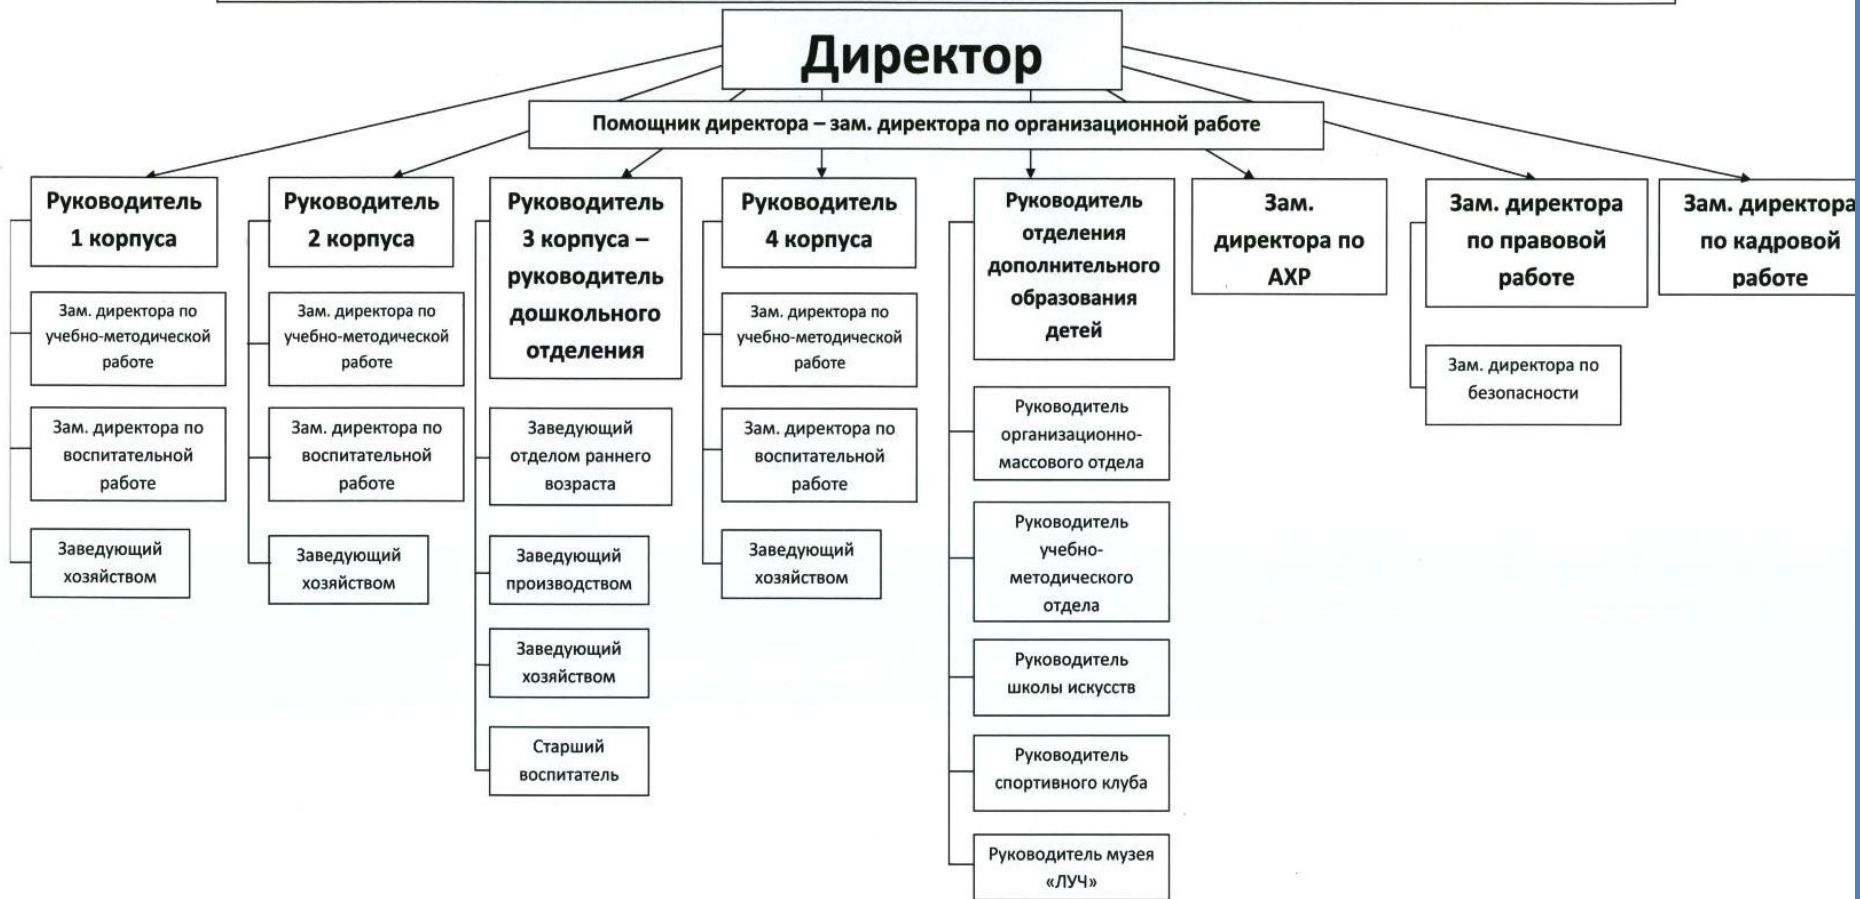 Директор
Помощник директора – зам. директора по организационной работе
Руководитель
1 корпуса
Зам. директора по
учебно-методической
работе
Зам. директора по
воспитательной
работе
Заведующий
хозяйством
Руководитель
2 корпуса
Зам. директора по
учебно-методической
работе
Зам. директора по
воспитательной
работе
Заведующий
хозяйством
Руководитель
3 корпуса –
руководитель
дошкольного
отделения
Заведующий
отделом раннего
возраста
Заведующий
производством
Заведующий
хозяйством
Старший
воспитатель
Руководитель
4 корпуса
Зам. директора по
учебно-методической
работе
Зам. директора по
воспитательной
работе
Заведующий
хозяйством
Руководитель
отделения
дополнительного
образования
детей
Руководитель
организационно-
массового отдела
Руководитель
учебно-
методического
отдела
Руководитель
школы искусств
Руководитель
спортивного клуба
Руководитель музея
«ЛУЧ»
Зам.
директора по
АХР
Зам. директора
по правовой
работе
Зам. директора по
безопасности
Зам. директора
по кадровой
работе